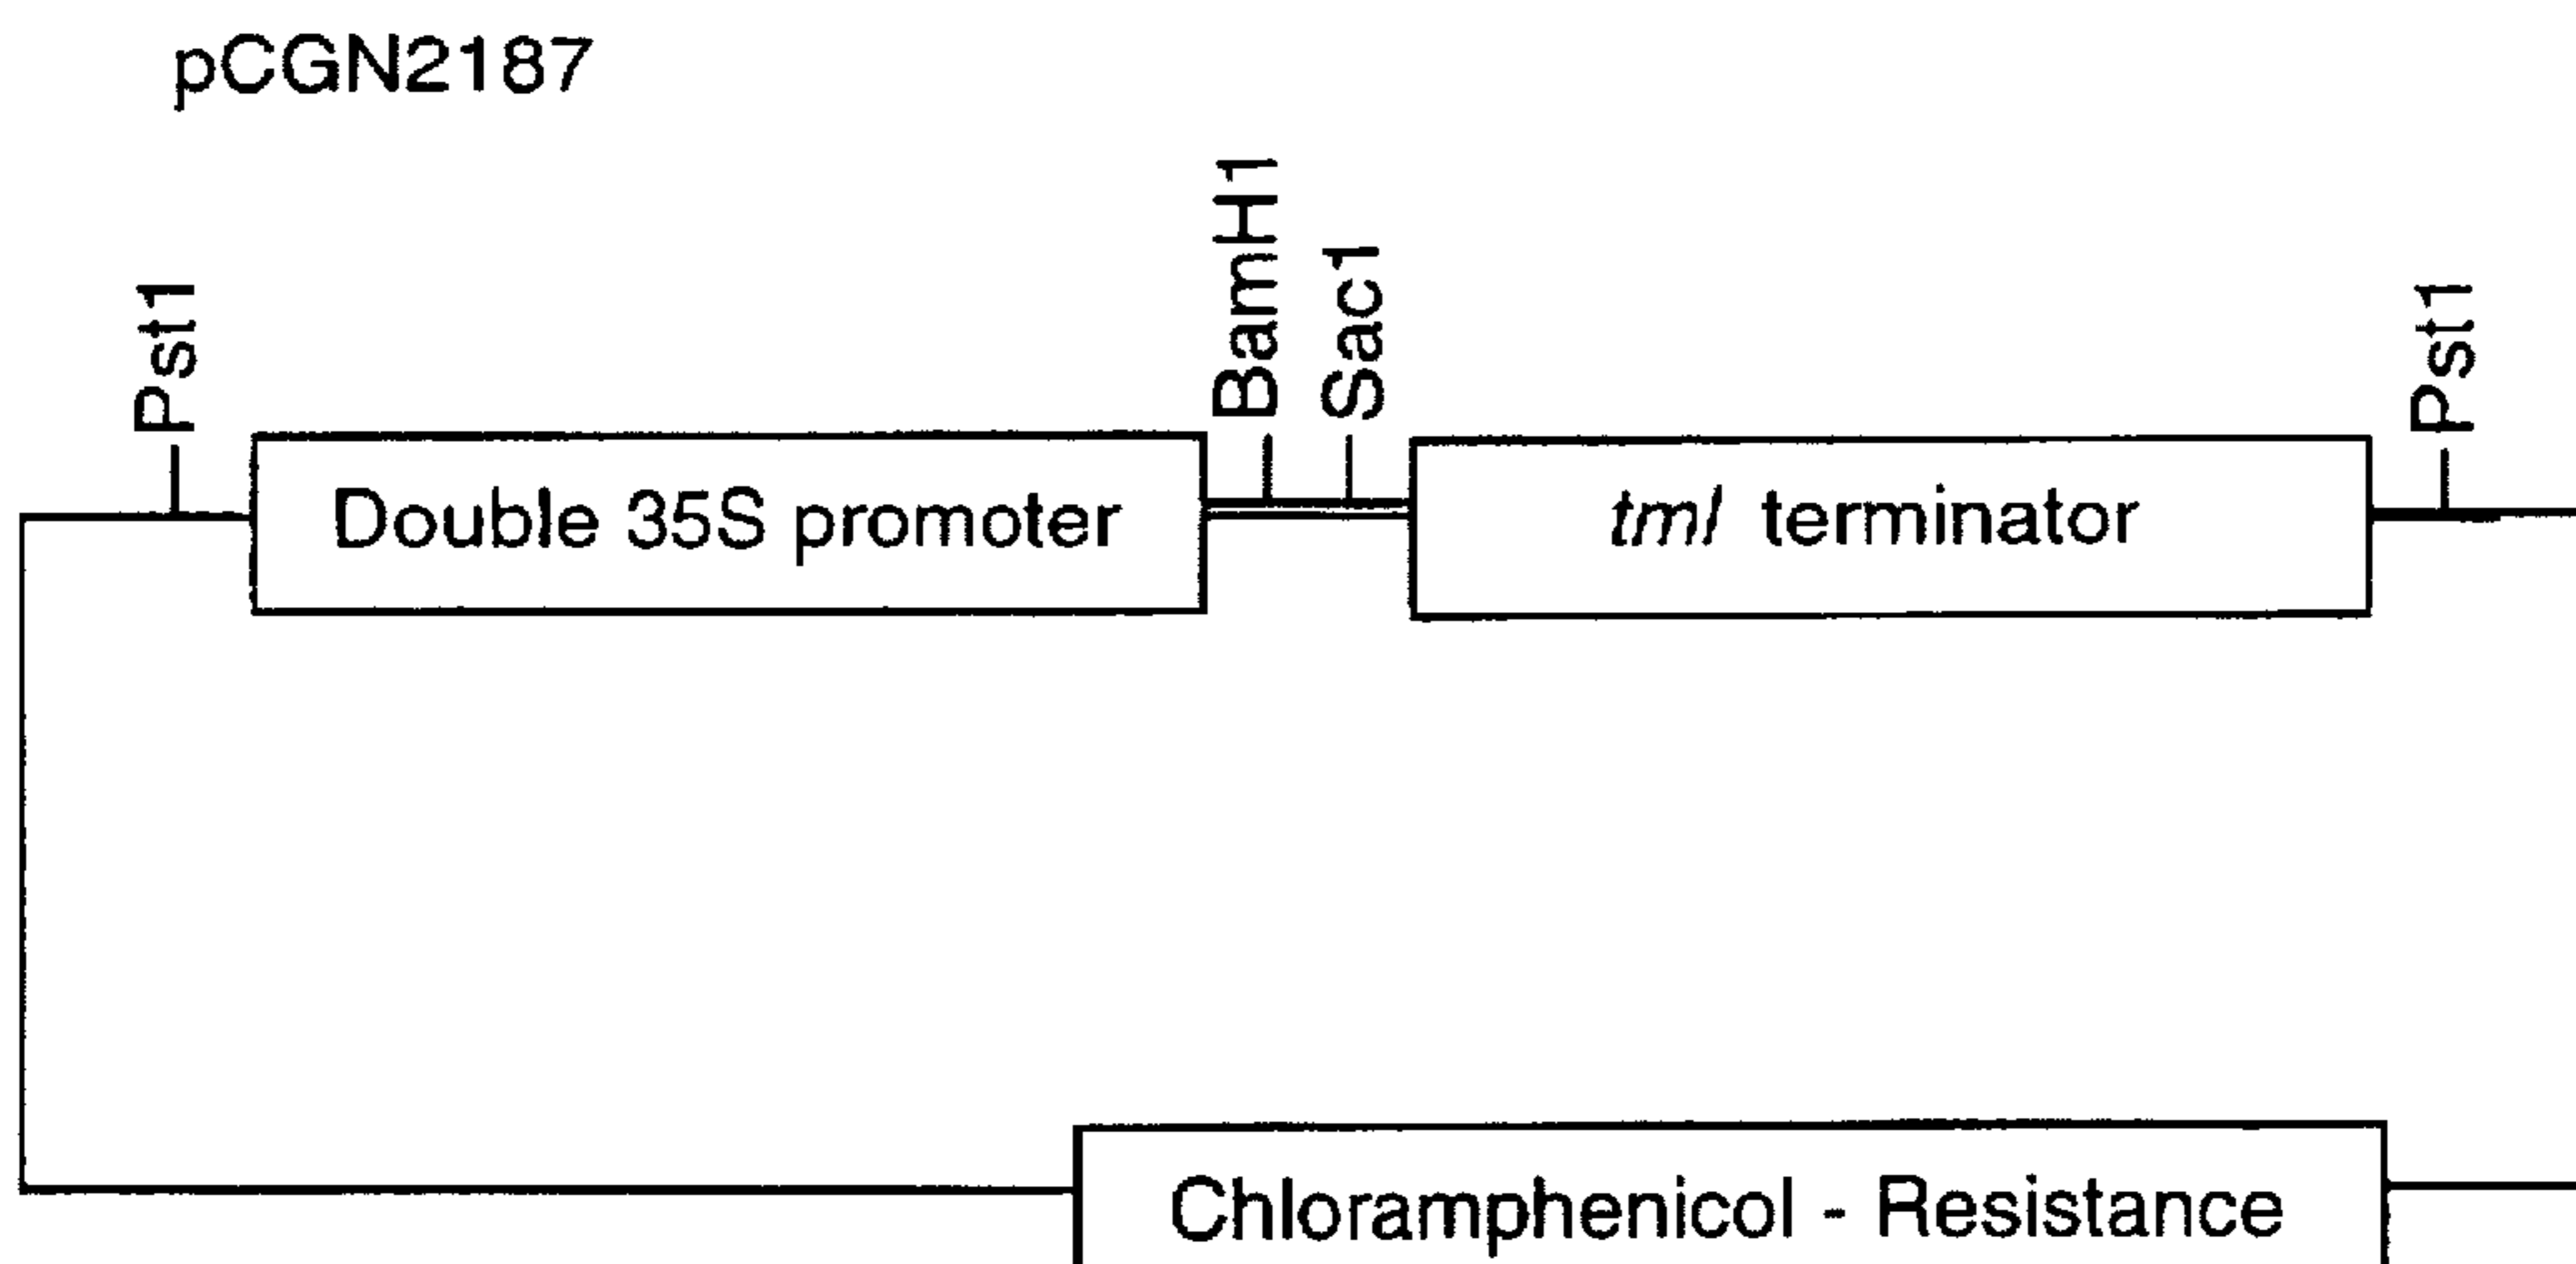 pCGN2187
Pst1
BamH1
Sac1
Pst1
Double 35S promoter
tml terminator
Chloramphenicol - Resistance